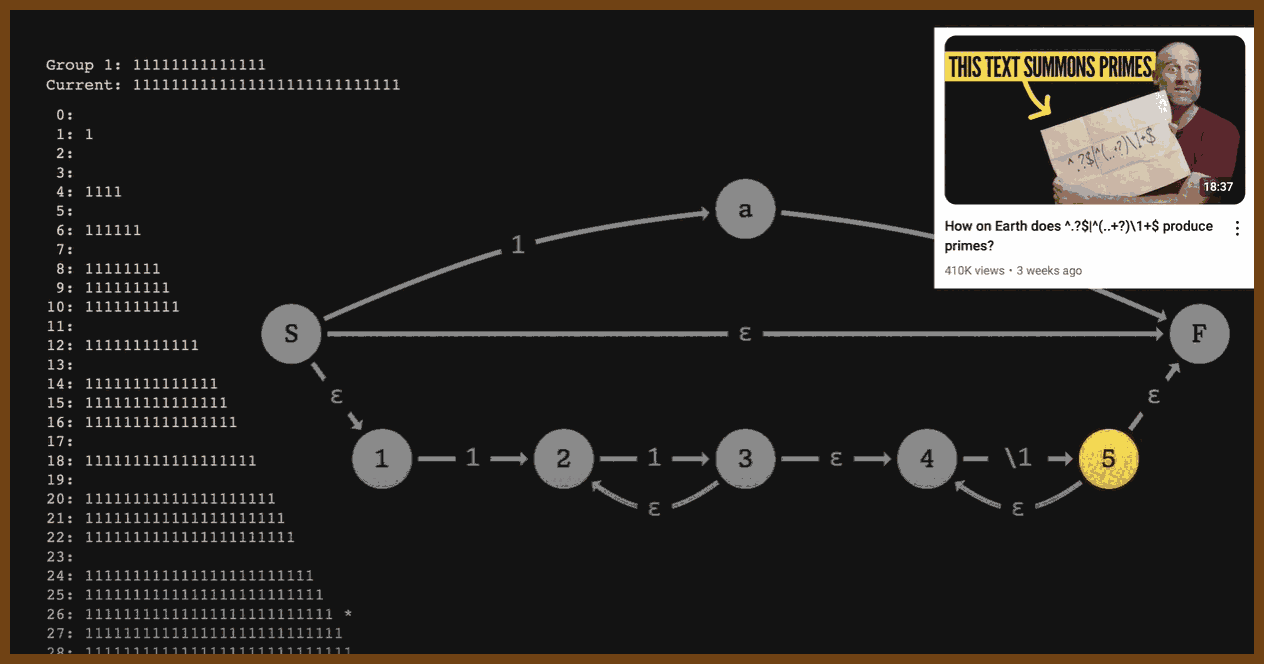 Group 1: 11111111111111
Current: 1111111111111111111111111111
0:
1: 1
2:
3:
4: 1111
5:
6: 111111
7:
8: 11111111
9: 111111111
10: 1111111111
11:
12: 111111111111
13:
14: 11111111111111
15: 111111111111111
16: 1111111111111111
17:
18: 111111111111111111
19:
20: 11111111111111111111
21: 111111111111111111111
22: 1111111111111111111111
23:
24: 111111111111111111111111
25: 1111111111111111111111111
26: 11111111111111111111111111 *
27: 111111111111111111111111111
28: 1111111111111111111111111111
a
1
S
ε
F
ε
ε
1
1
2
1
3
ε
4
\1
5
ε
ε
THIS TEXT SUMMONS PRIMES
^.?$|^(..+?)\1+$
18:37
How on Earth does ^.?$|^(..+?)\1+$ produce
primes?
410K views • 3 weeks ago